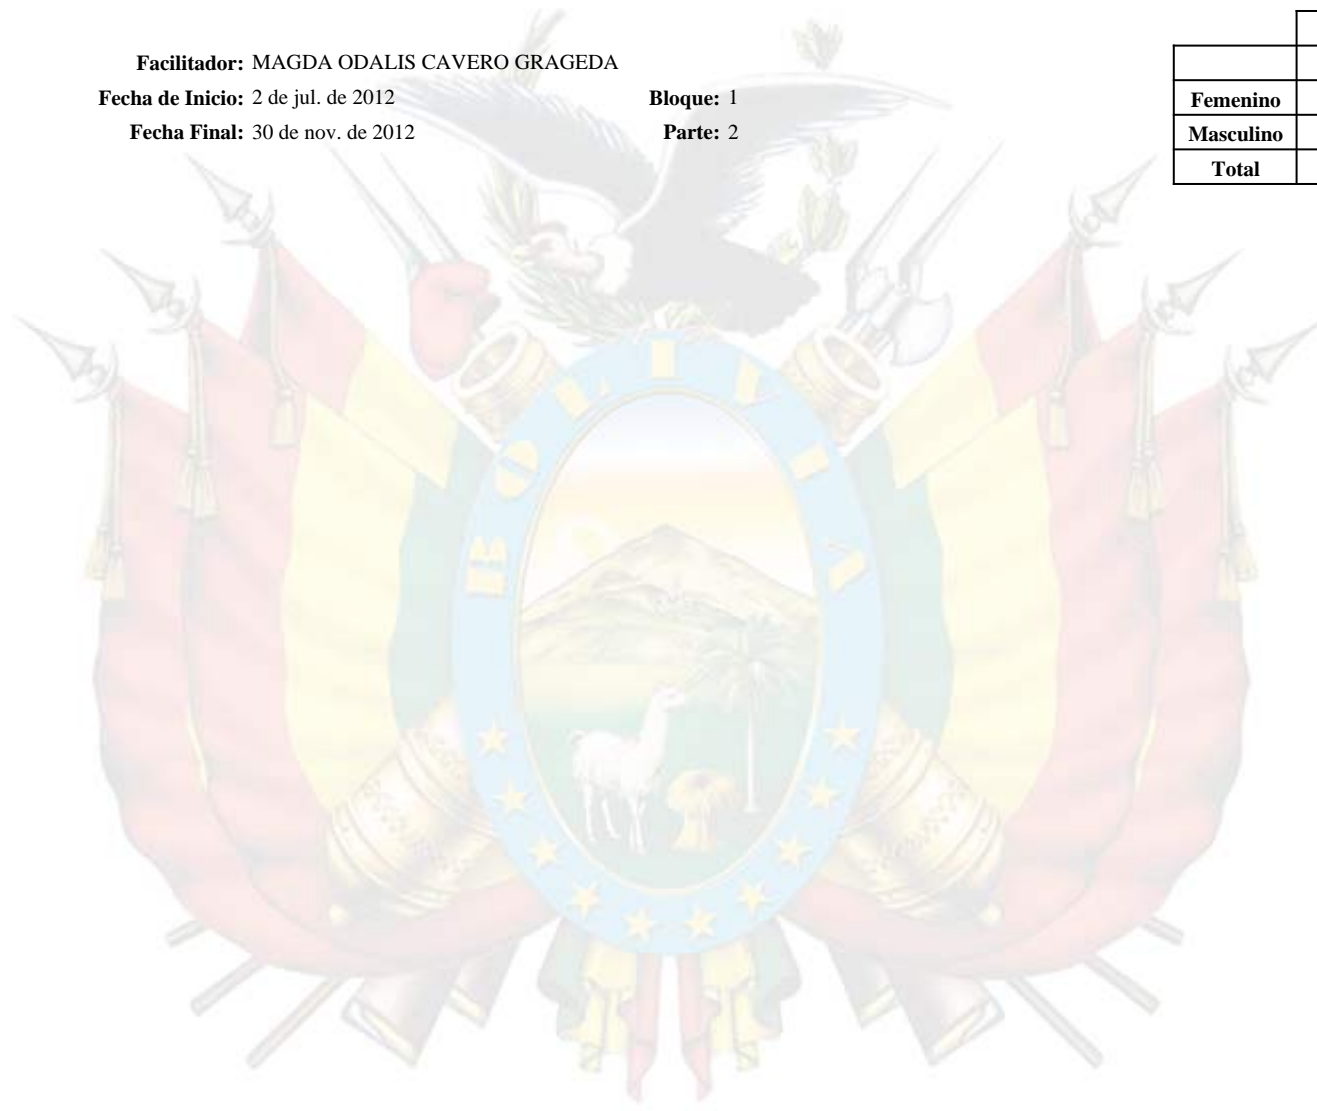 Facilitador: MAGDA ODALIS CAVERO GRAGEDA
Fecha de Inicio: 2 de jul. de 2012 Bloque: 1
Fecha Final: 30 de nov. de 2012 Parte: 2
Femenino
Masculino
Total
BOLIVIA